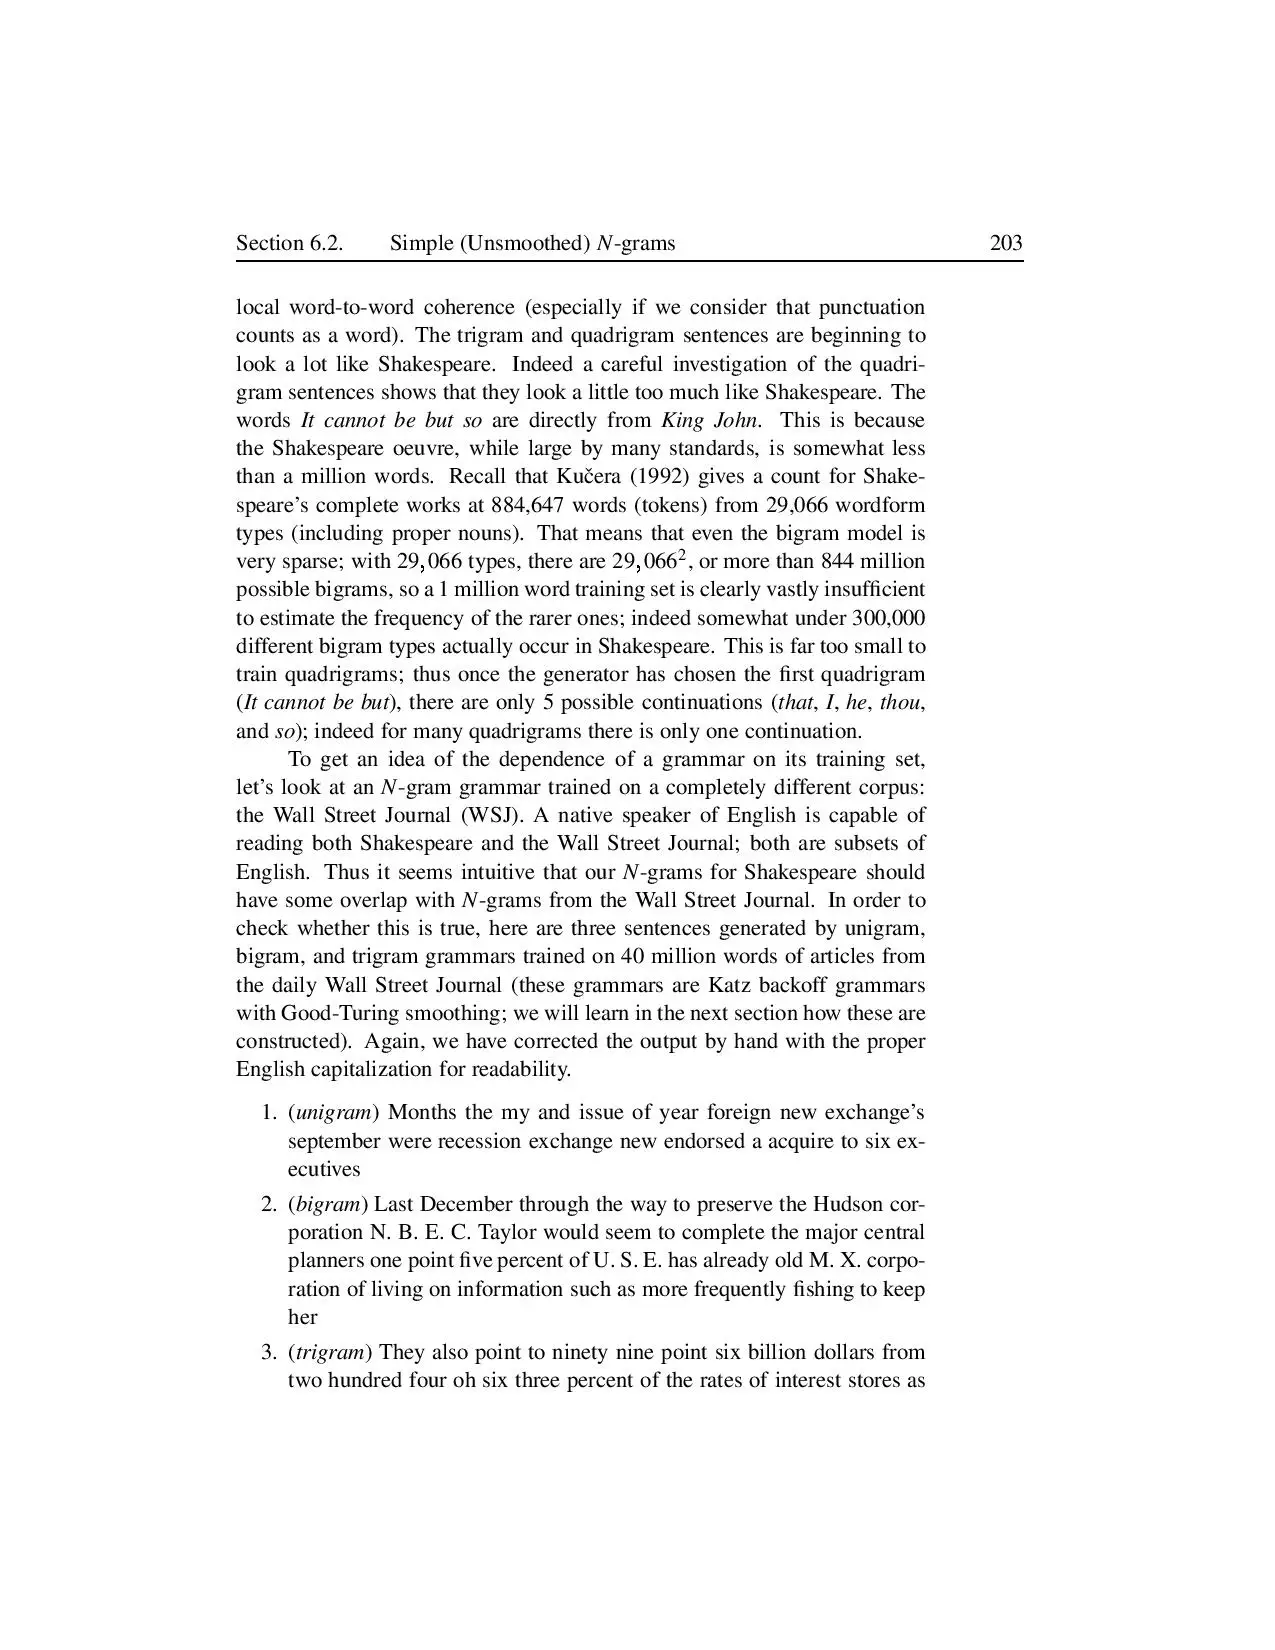 Section 6.2. Simple (Unsmoothed) N-grams 203
local word-to-word coherence (especially if we consider that punctuation
counts as a word). The trigram and quadrigram sentences are beginning to
look a lot like Shakespeare. Indeed a careful investigation of the quadri-
gram sentences shows that they look a little too much like Shakespeare. The
words It cannot be but so are directly from King John. This is because
the Shakespeare oeuvre, while large by many standards, is somewhat less
than a million words. Recall that Kučera (1992) gives a count for Shake-
speare's complete works at 884,647 words (tokens) from 29,066 wordform
types (including proper nouns). That means that even the bigram model is
very sparse; with 29,066 types, there are 29,066², or more than 844 million
possible bigrams, so a 1 million word training set is clearly vastly insufficient
to estimate the frequency of the rarer ones; indeed somewhat under 300,000
different bigram types actually occur in Shakespeare. This is far too small to
train quadrigrams; thus once the generator has chosen the first quadrigram
(It cannot be but), there are only 5 possible continuations (that, I, he, thou,
and so); indeed for many quadrigrams there is only one continuation.
To get an idea of the dependence of a grammar on its training set,
let's look at an N-gram grammar trained on a completely different corpus:
the Wall Street Journal (WSJ). A native speaker of English is capable of
reading both Shakespeare and the Wall Street Journal; both are subsets of
English. Thus it seems intuitive that our N-grams for Shakespeare should
have some overlap with N-grams from the Wall Street Journal. In order to
check whether this is true, here are three sentences generated by unigram,
bigram, and trigram grammars trained on 40 million words of articles from
the daily Wall Street Journal (these grammars are Katz backoff grammars
with Good-Turing smoothing; we will learn in the next section how these are
constructed). Again, we have corrected the output by hand with the proper
English capitalization for readability.
1. (unigram) Months the my and issue of year foreign new exchange's
september were recession exchange new endorsed a acquire to six ex-
ecutives
2. (bigram) Last December through the way to preserve the Hudson cor-
poration N. B. E. C. Taylor would seem to complete the major central
planners one point five percent of U. S. E. has already old M. X. corpo-
ration of living on information such as more frequently fishing to keep
her
3. (trigram) They also point to ninety nine point six billion dollars from
two hundred four oh six three percent of the rates of interest stores as